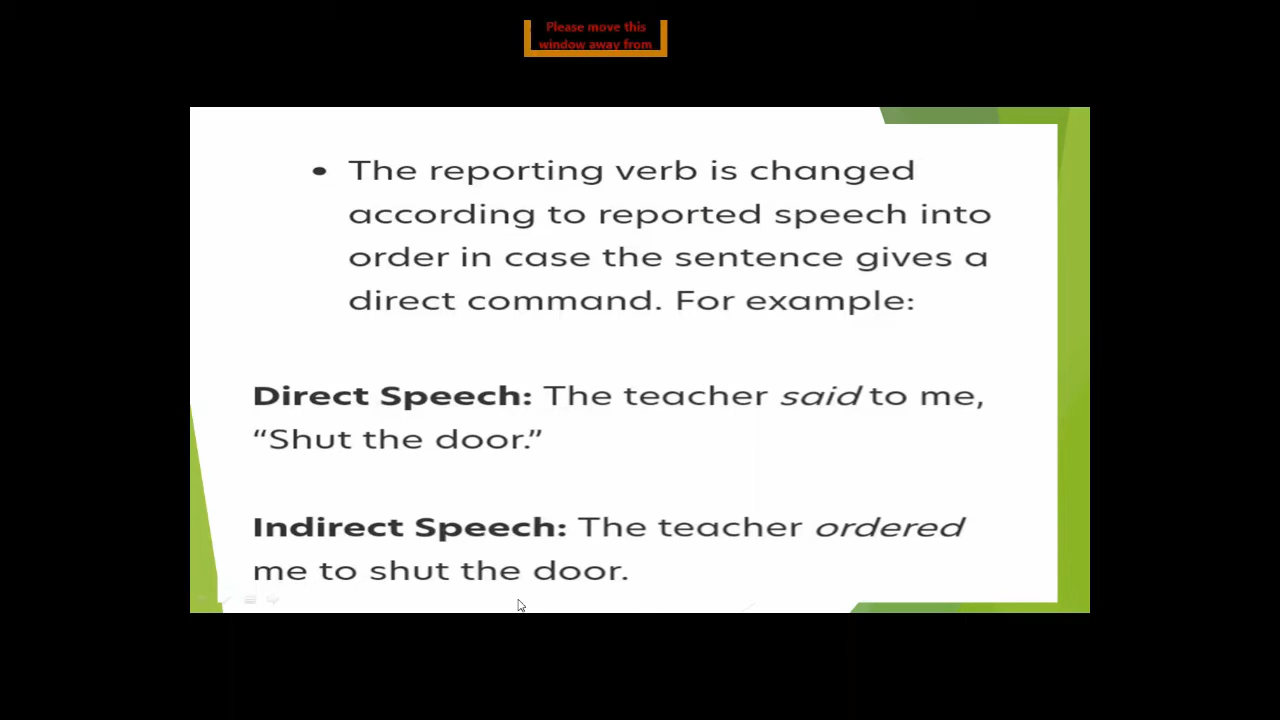 Please move this
window away from
• The reporting verb is changed
according to reported speech into
order in case the sentence gives a
direct command. For example:
Direct Speech: The teacher said to me,
“Shut the door.”
Indirect Speech: The teacher ordered
me to shut the door.